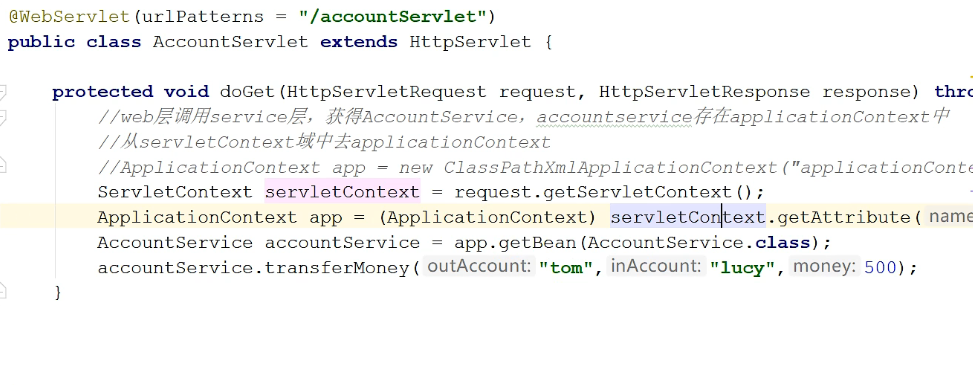 @WebServlet(urlPatterns = "/accountServlet")
public class AccountServlet extends HttpServlet {
protected void doGet(HttpServletRequest request, HttpServletResponse response) thro
//web层调用service层，获得AccountService，accountservice存在applicationContext中
//从servletContext域中去applicationContext
//ApplicationContext app = new ClassPathXmlApplicationContext("applicationConte
ServletContext servletContext = request.getServletContext();
ApplicationContext app = (ApplicationContext) servletContext.getAttribute( name
AccountService accountService = app.getBean(AccountService.class);
accountService.transferMoney( outAccount: "tom", inAccount: "lucy", money: 500);
}